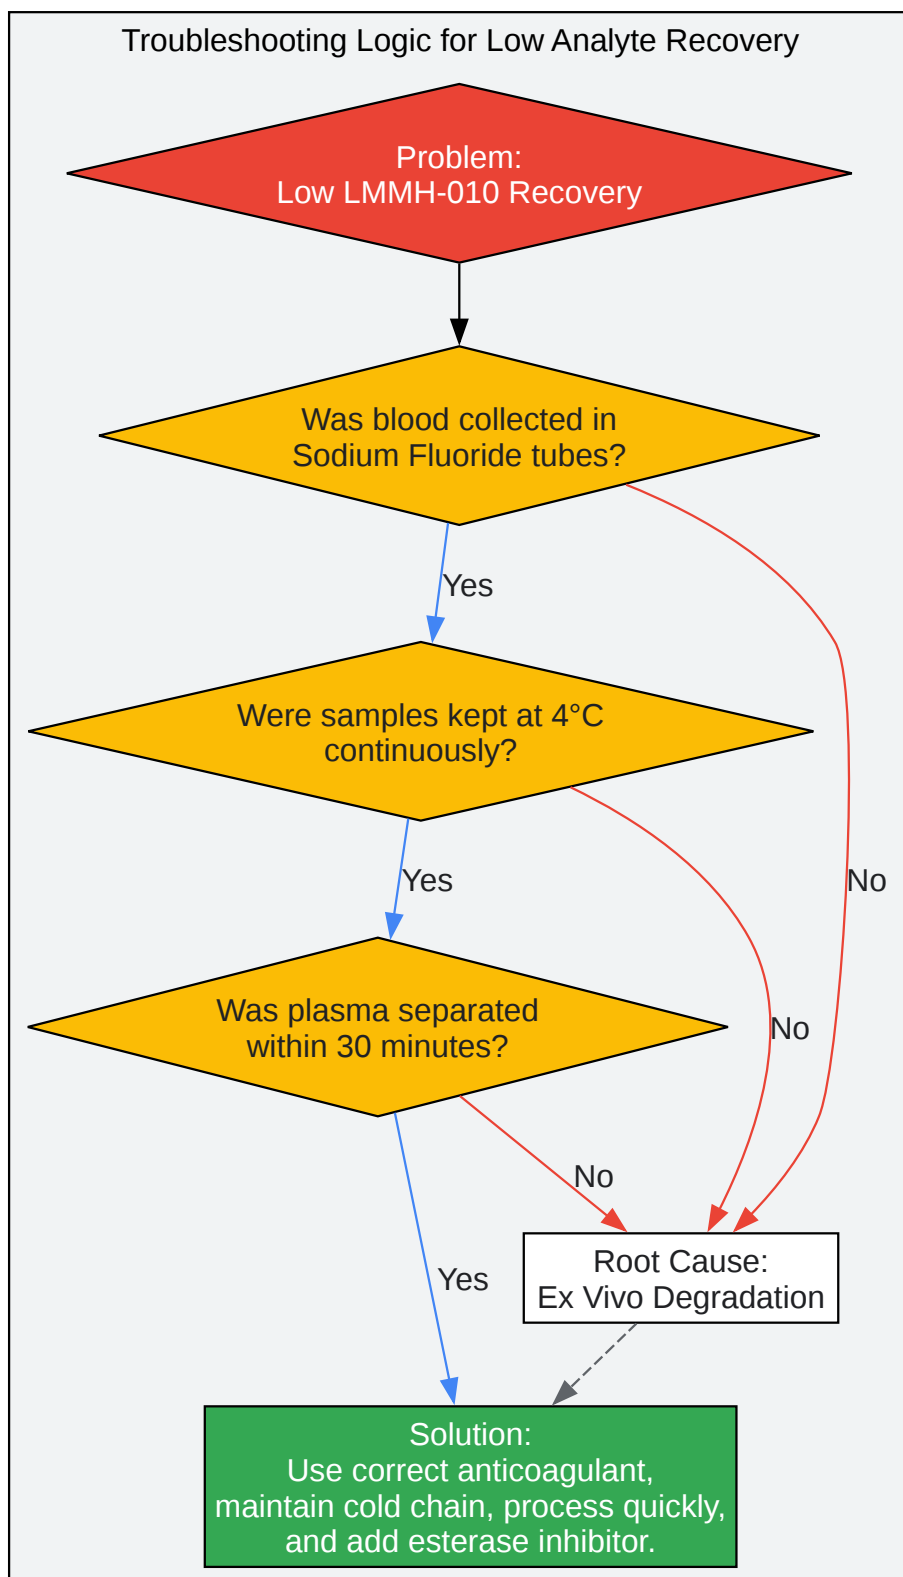 Troubleshooting Logic for Low Analyte Recovery
Problem:
Low LMMH-010 Recovery
Was blood collected in
Sodium Fluoride tubes?
Yes
Were samples kept at 4°C
continuously?
Yes
No
Was plasma separated
within 30 minutes?
No
No
Yes
Root Cause:
Ex Vivo Degradation
Solution:
Use correct anticoagulant,
maintain cold chain, process quickly,
and add esterase inhibitor.